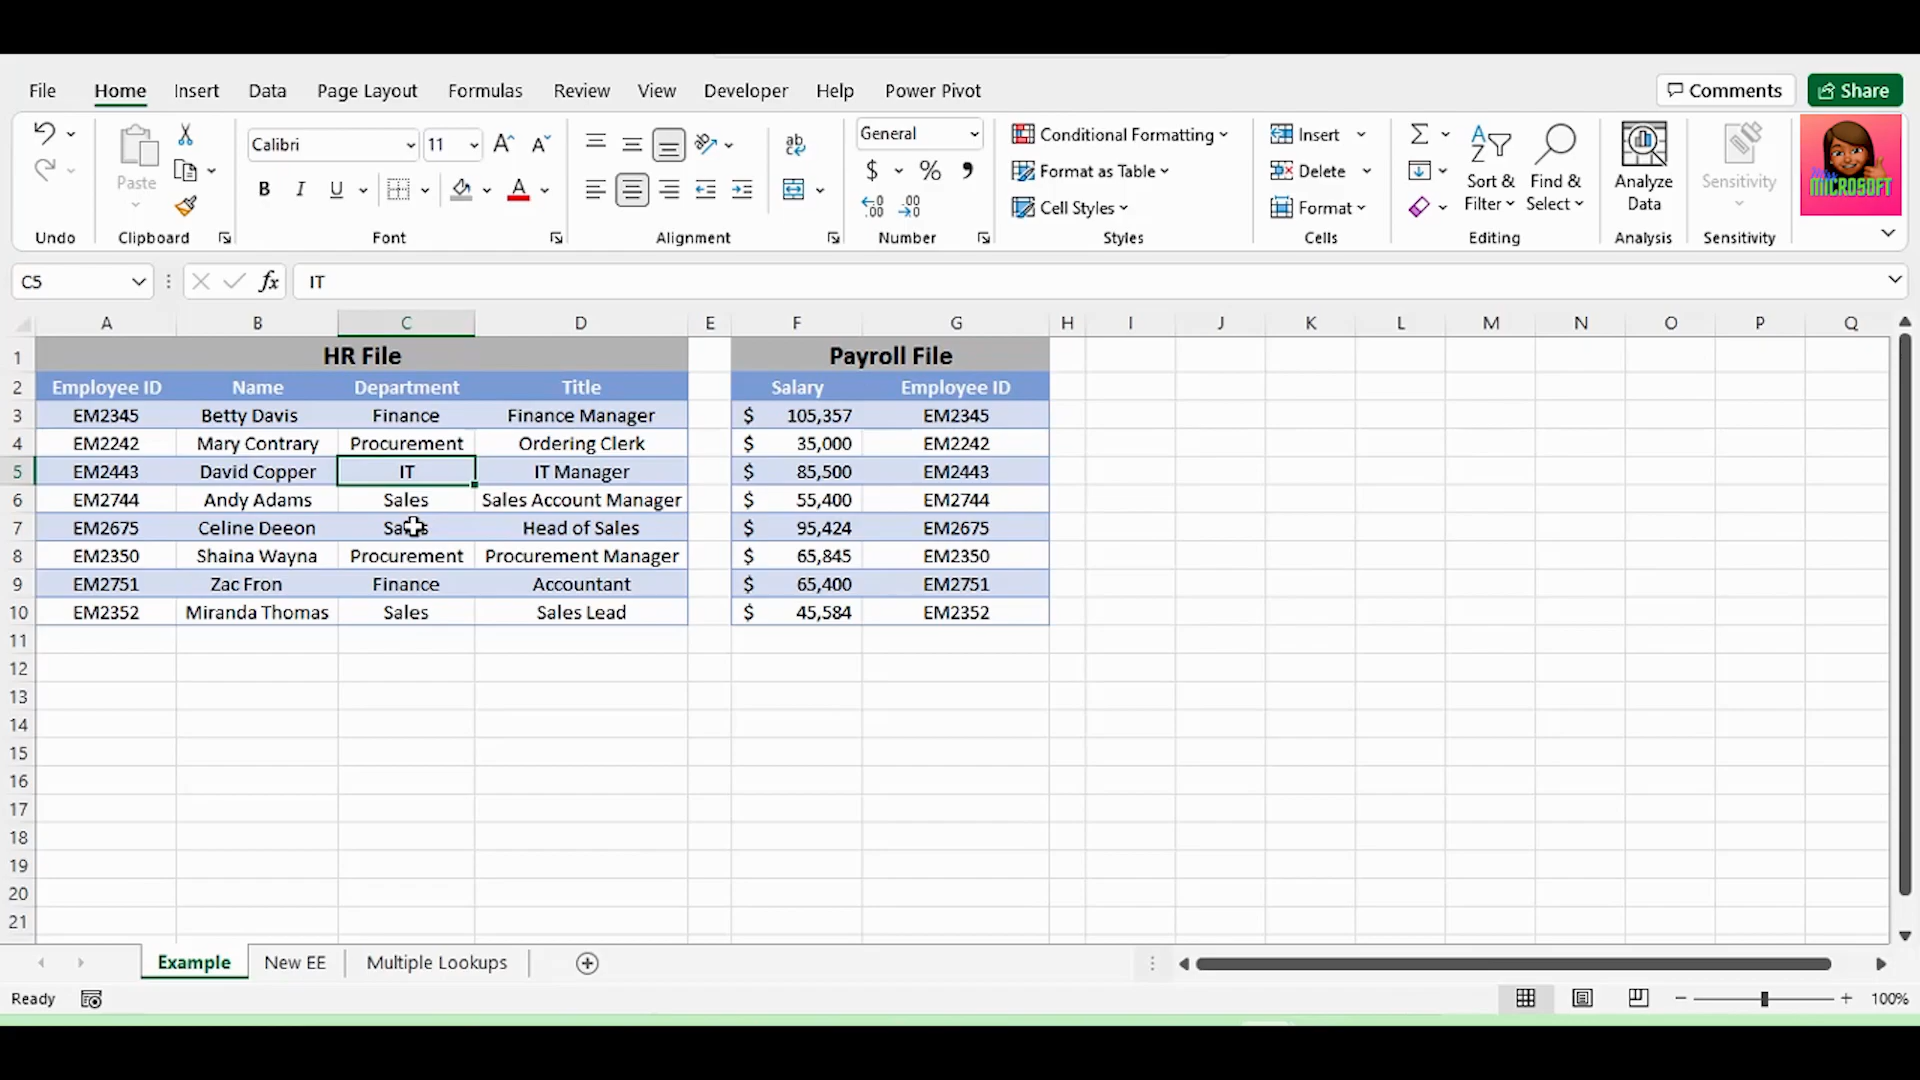 File Home Insert Data Page Layout Formulas Review View Developer Help Power Pivot Comments Share
Calibri 11 General Conditional Formatting Insert
Paste Format as Table Delete Sort & Filter Find & Select Analyze Data Sensitivity
B I U $ % Cell Styles Format
MICROSOFT
Undo Clipboard Font Alignment Number Styles Cells Editing Analysis Sensitivity
C5 fx IT
A B C D E F G H I J K L M N O P Q
1 HR File Payroll File
2 Employee ID Name Department Title Salary Employee ID
3 EM2345 Betty Davis Finance Finance Manager $ 105,357 EM2345
4 EM2242 Mary Contrary Procurement Ordering Clerk $ 35,000 EM2242
5 EM2443 David Copper IT IT Manager $ 85,500 EM2443
6 EM2744 Andy Adams Sales Sales Account Manager $ 55,400 EM2744
7 EM2675 Celine Deeon Sales Head of Sales $ 95,424 EM2675
8 EM2350 Shaina Wayna Procurement Procurement Manager $ 65,845 EM2350
9 EM2751 Zac Fron Finance Accountant $ 65,400 EM2751
10 EM2352 Miranda Thomas Sales Sales Lead $ 45,584 EM2352
11
12
13
14
15
16
17
18
19
20
21
Example New EE Multiple Lookups
Ready 100%